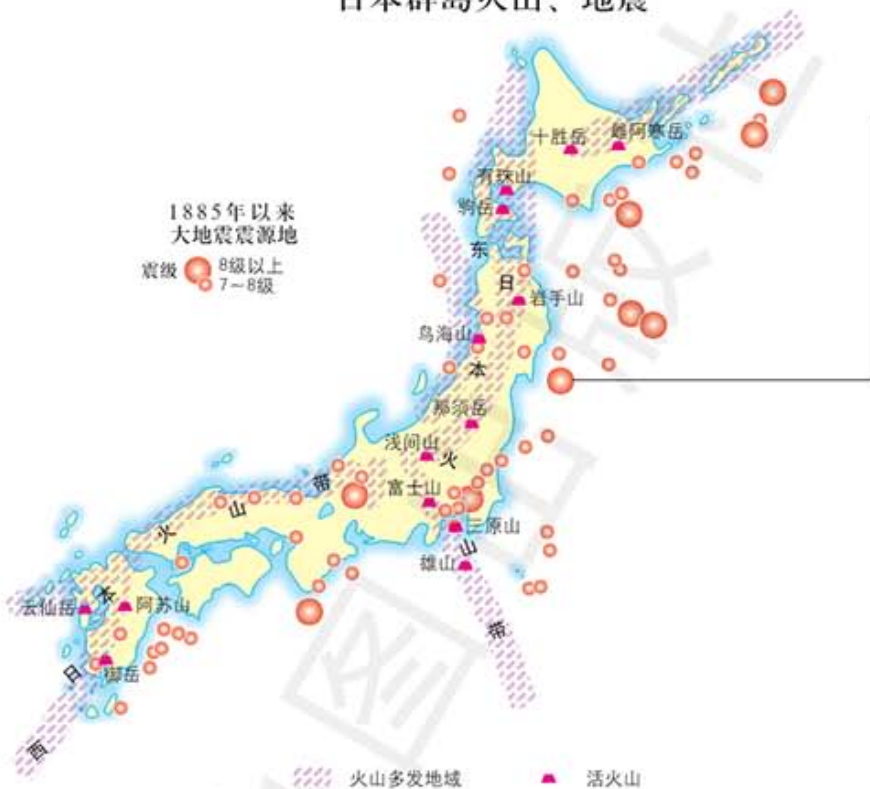 日本群岛火山、地震
1885年以来
大地震震源地
震级
8级以上
7～8级
十胜岳
雌阿寒岳
有珠山
驹岳
东
日
岩手山
鸟海山
本
那须岳
浅间山
火
富士山
三原山
山
雄山
带
带
山
火
本
云仙岳
阿苏山
御岳
日
西
火山多发地域
活火山